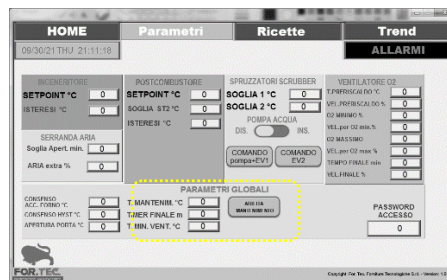 HOME Parametri Ricette Trend
09/30/21 THU 21:11:18 ALLARMI
INCENERITORE
SETPOINT °C 0
ISTERESI °C 0
SERRANDA ARIA
Soglia Apert. min. 0
ARIA extra % 0
POSTCOMBUSTORE
SETPOINT °C 0
SOGLIA ST2 °C 0
ISTERESI °C 0
SPRUZZATORI SCRUBBER
SOGLIA 1 °C 0
SOGLIA 2 °C 0
POMPA ACQUA
DIS. INS.
COMANDO pompa+EV1
COMANDO EV2
VENTILATORE O2
T.PRERISCALDO °C 0
VEL.PRERISCALDO % 0
O2 MINIMO % 0
VEL.per O2 min.% 0
O2 MASSIMO 0
VEL.per O2 max % 0
TEMPO FINALE min 0
VEL.FINALE % 0
PARAMETRI GLOBALI
CONSENSO ACC. FORNO °C 0
CONSENSO HYST °C 0
APERTURA PORTA °C 0
T. MANTENIM. °C 0
T.MER FINALE m 0
T.MIN. VENT. °C 0
MANTENIMENTO
PASSWORD ACCESSO
0
FOR.TEC.